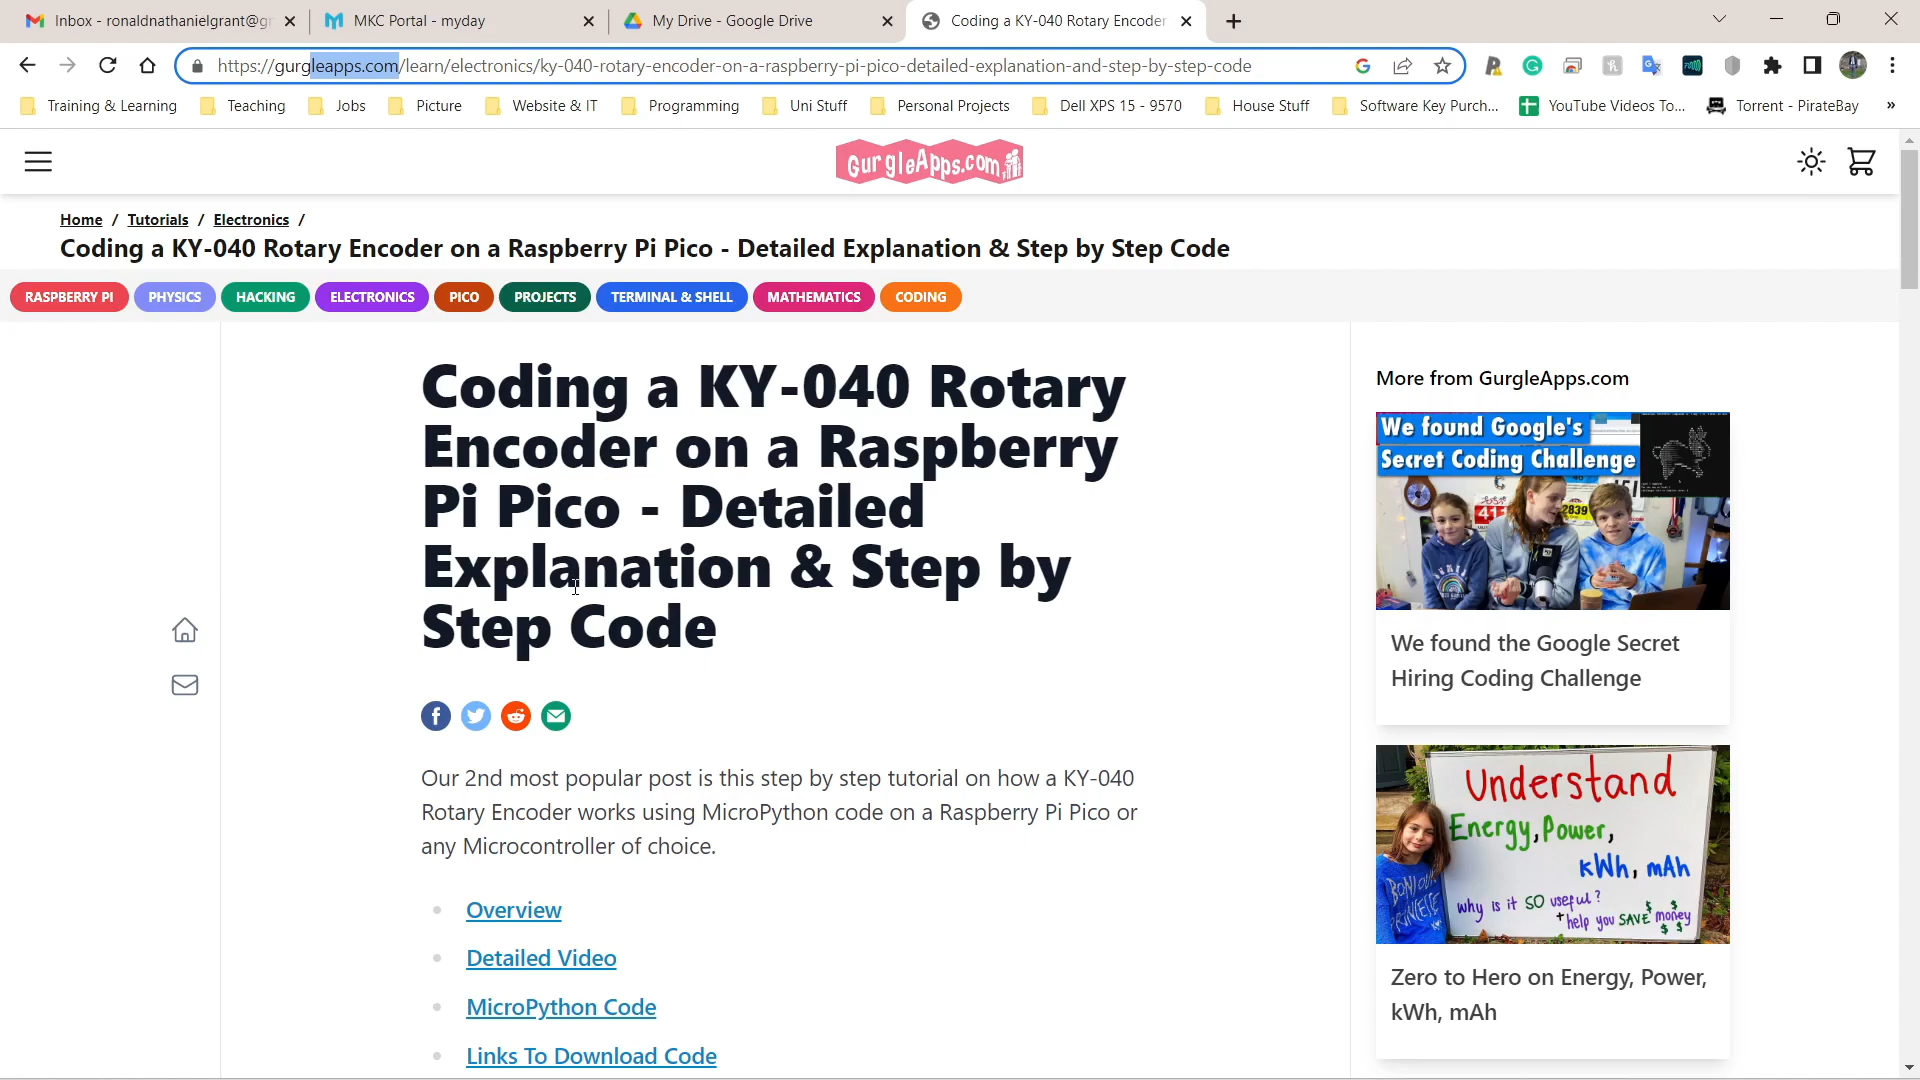 Inbox - ronaldnathanielgrant@gm
MKC Portal - myday
My Drive - Google Drive
Coding a KY-040 Rotary Encoder
https://gurgleapps.com/learn/electronics/ky-040-rotary-encoder-on-a-raspberry-pi-pico-detailed-explanation-and-step-by-step-code
Training & Learning
Teaching
Jobs
Picture
Website & IT
Programming
Uni Stuff
Personal Projects
Dell XPS 15 - 9570
House Stuff
Software Key Purch...
YouTube Videos To...
Torrent - PirateBay
»
GurgleApps.com
Home / Tutorials / Electronics /
Coding a KY-040 Rotary Encoder on a Raspberry Pi Pico - Detailed Explanation & Step by Step Code
RASPBERRY PI
PHYSICS
HACKING
ELECTRONICS
PICO
PROJECTS
TERMINAL & SHELL
MATHEMATICS
CODING
Coding a KY-040 Rotary
Encoder on a Raspberry
Pi Pico - Detailed
Explanation & Step by
Step Code
Our 2nd most popular post is this step by step tutorial on how a KY-040
Rotary Encoder works using MicroPython code on a Raspberry Pi Pico or
any Microcontroller of choice.
Overview
Detailed Video
MicroPython Code
Links To Download Code
More from GurgleApps.com
We found Google's
Secret Coding Challenge
2839
We found the Google Secret
Hiring Coding Challenge
Understand
Energy, Power,
kWh, mAh
why is it SO useful?
+help you SAVE money
Zero to Hero on Energy, Power,
kWh, mAh